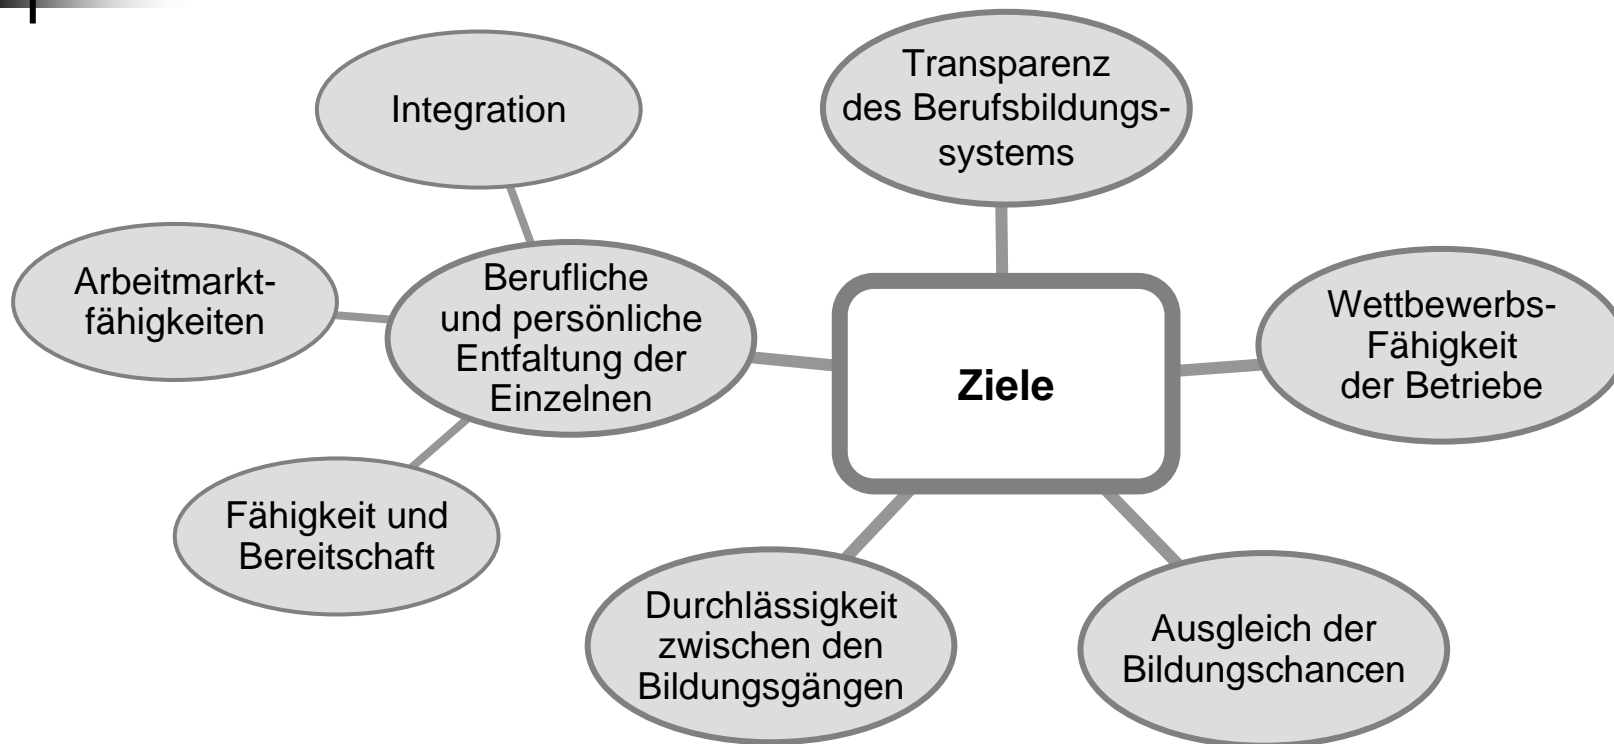 Integration
Transparenz
des Berufsbildungs-
systems
Arbeitmarkt-
fähigkeiten
Berufliche
und persönliche
Entfaltung der
Einzelnen
Ziele
Wettbewerbs-
Fähigkeit
der Betriebe
Fähigkeit und
Bereitschaft
Durchlässigkeit
zwischen den
Bildungsgängen
Ausgleich der
Bildungschancen